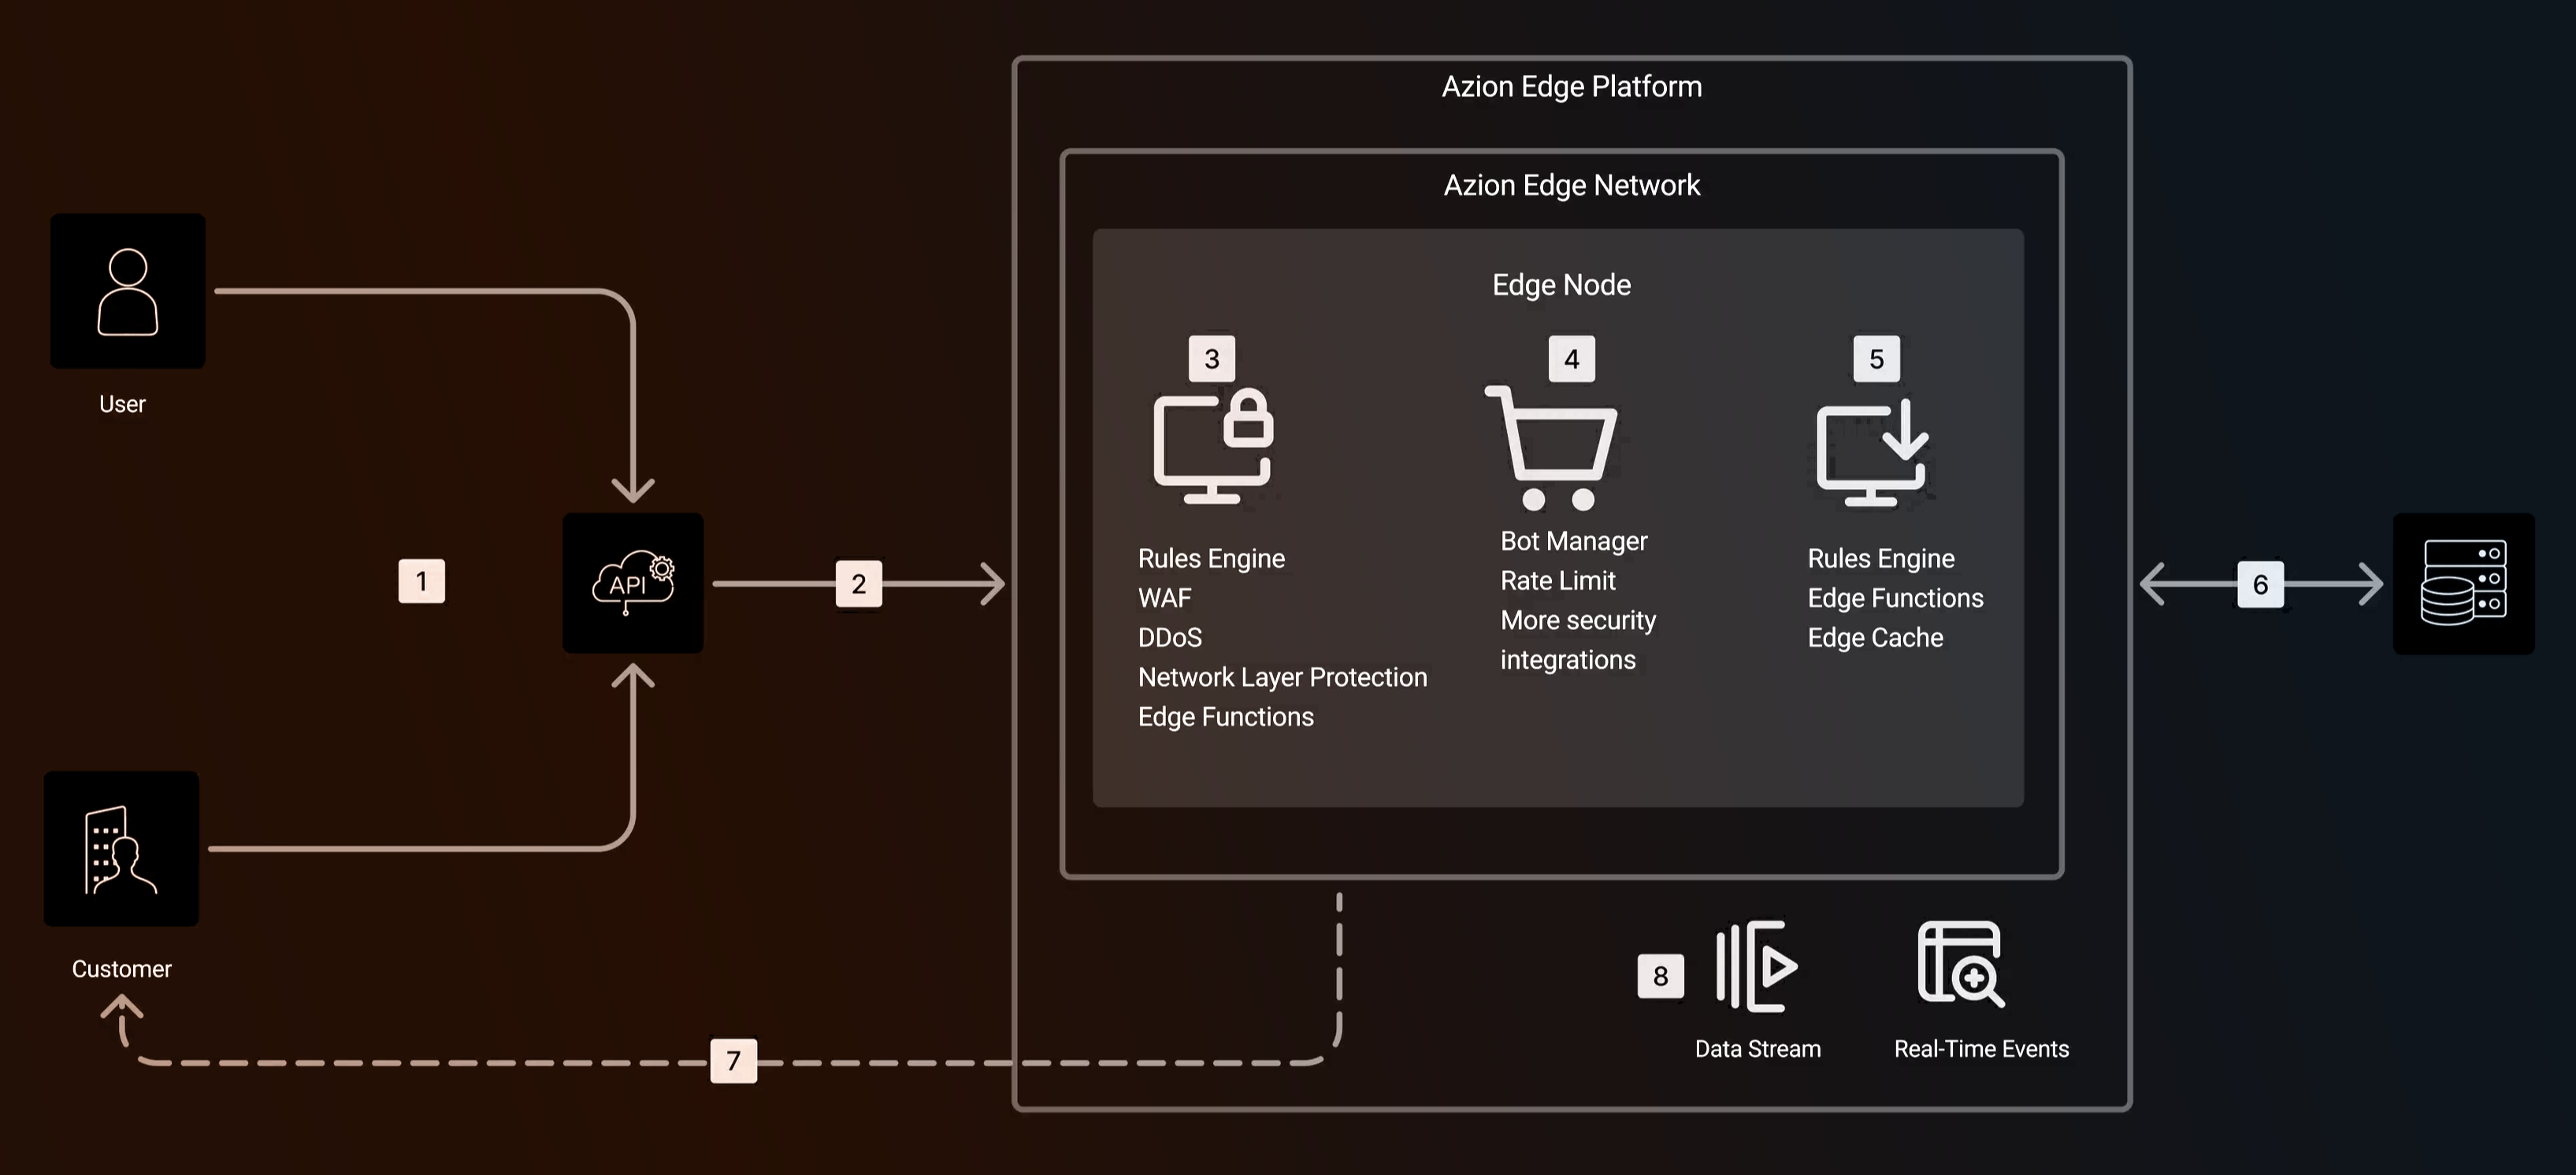 Azion Edge Platform
Azion Edge Network
Edge Node
User
1
API
2
3
Rules Engine
WAF
DDoS
Network Layer Protection
Edge Functions
4
Bot Manager
Rate Limit
More security
integrations
5
Rules Engine
Edge Functions
Edge Cache
6
Customer
7
8
Data Stream
Real-Time Events